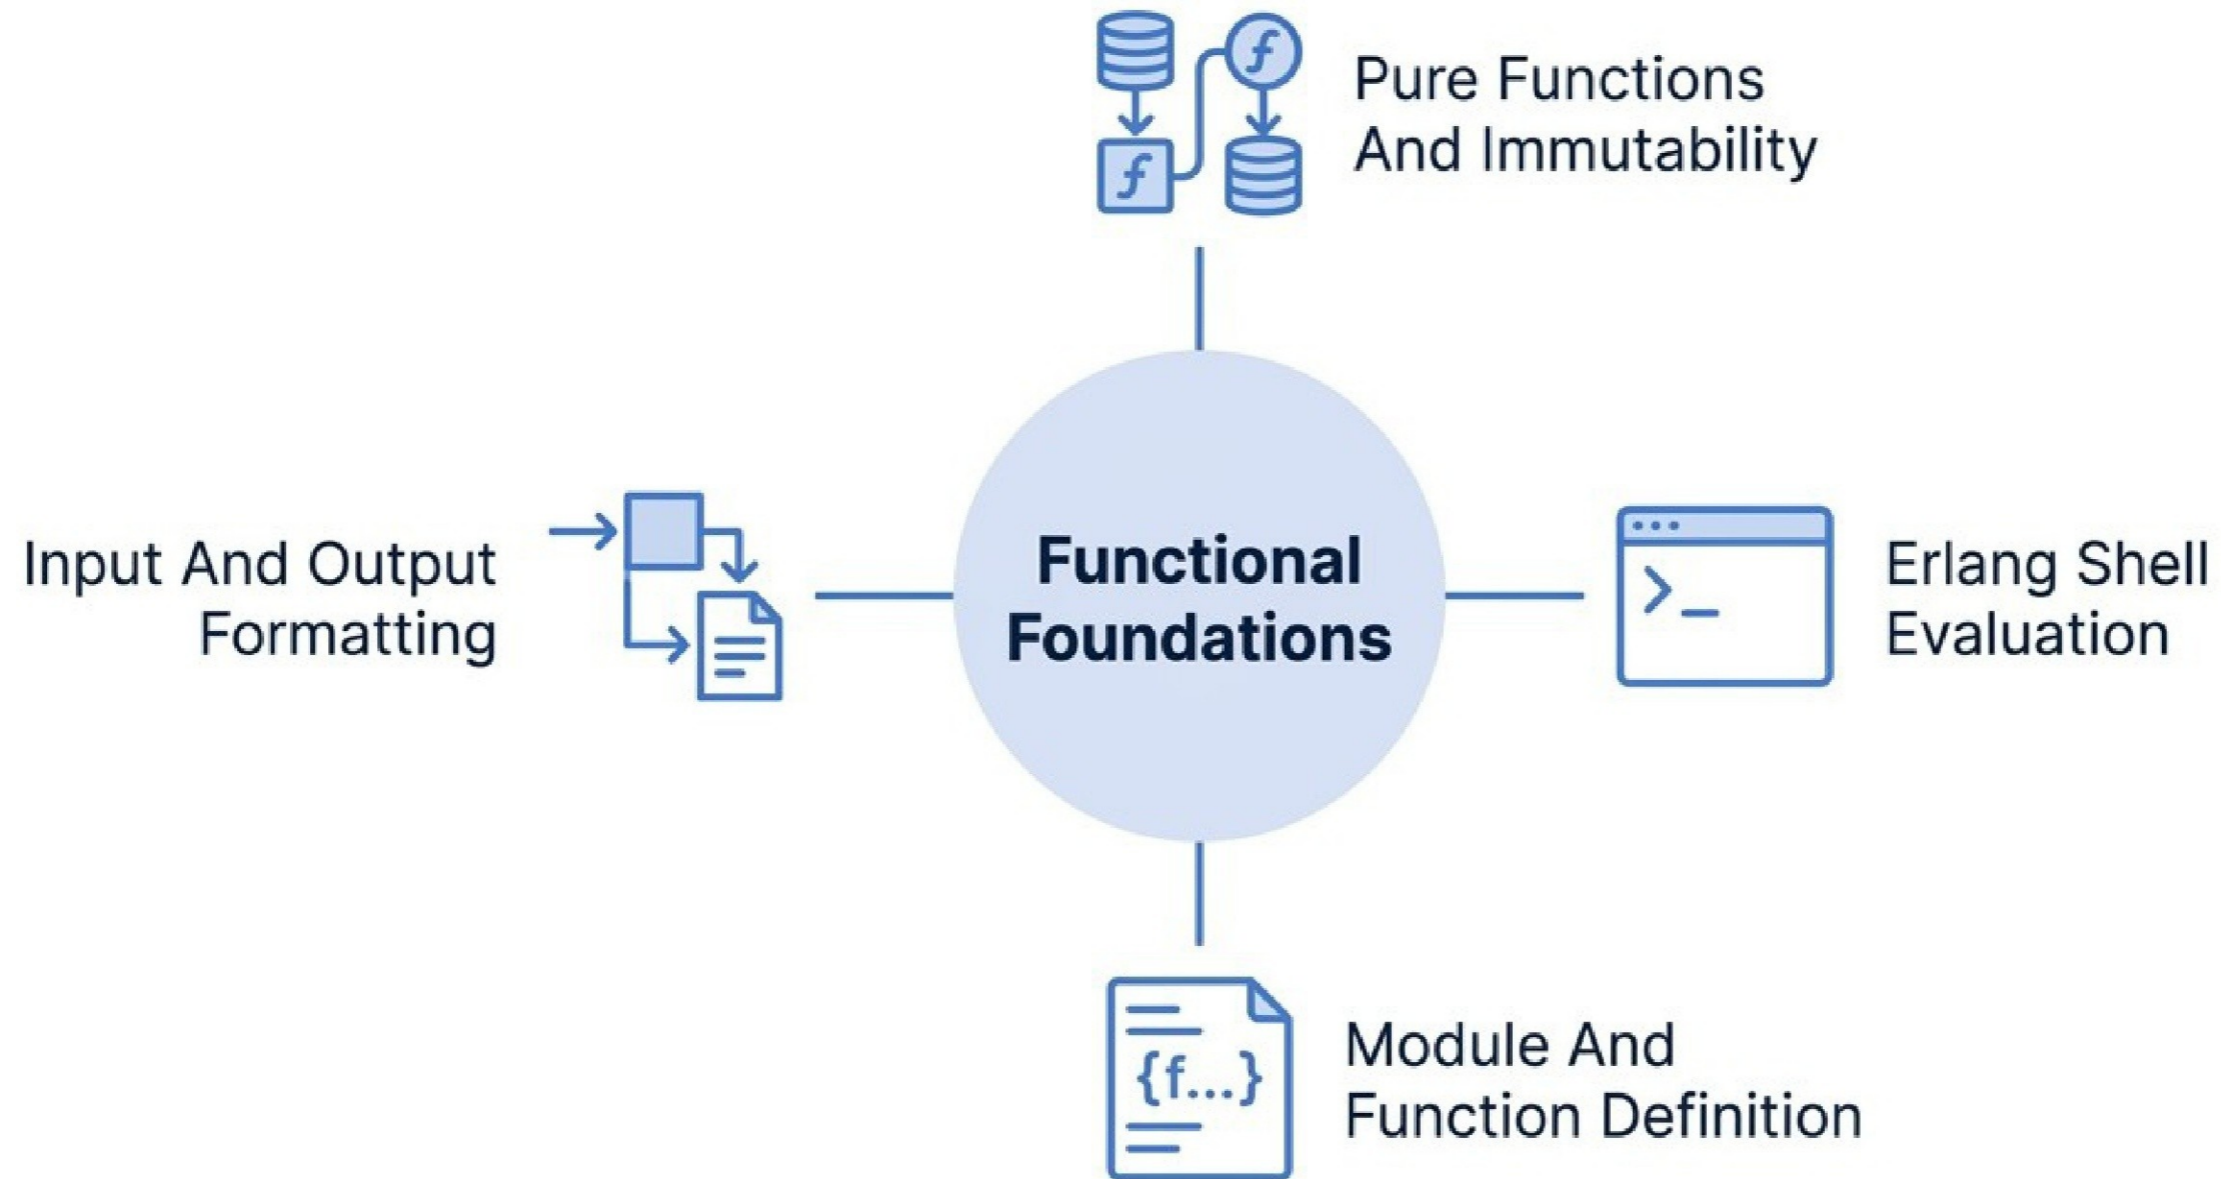 f
f
Pure Functions
And Immutability
Input And Output
Formatting
Functional
Foundations
>_
Erlang Shell
Evaluation
{f...}
Module And
Function Definition